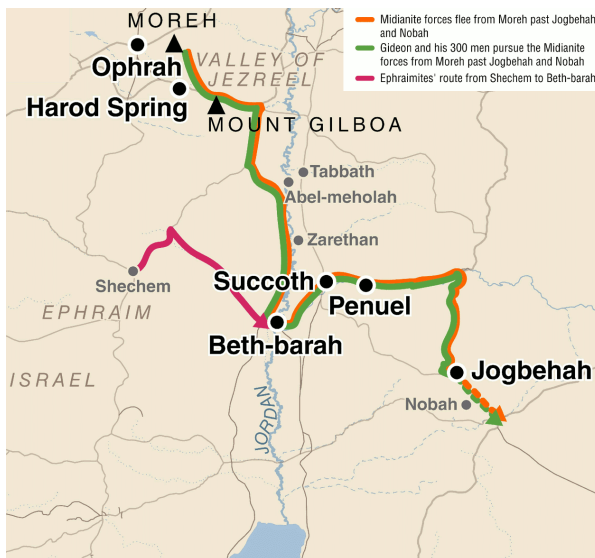 MOREH
Midianite forces flee from Moreh past Jogbehah
and Nobah
Gideon and his 300 men pursue the Midianite
forces from Moreh past Jogbehah and Nobah
Ephraimites' route from Shechem to Beth-barah
Ophrah
VALLEY OF
JEZREEL
Harod Spring
MOUNT GILBOA
Tabbath
Abel-meholah
Zarethan
Shechem
Succoth
Penuel
EPHRAIM
Beth-barah
ISRAEL
Jogbehah
Nobah
JORDAN